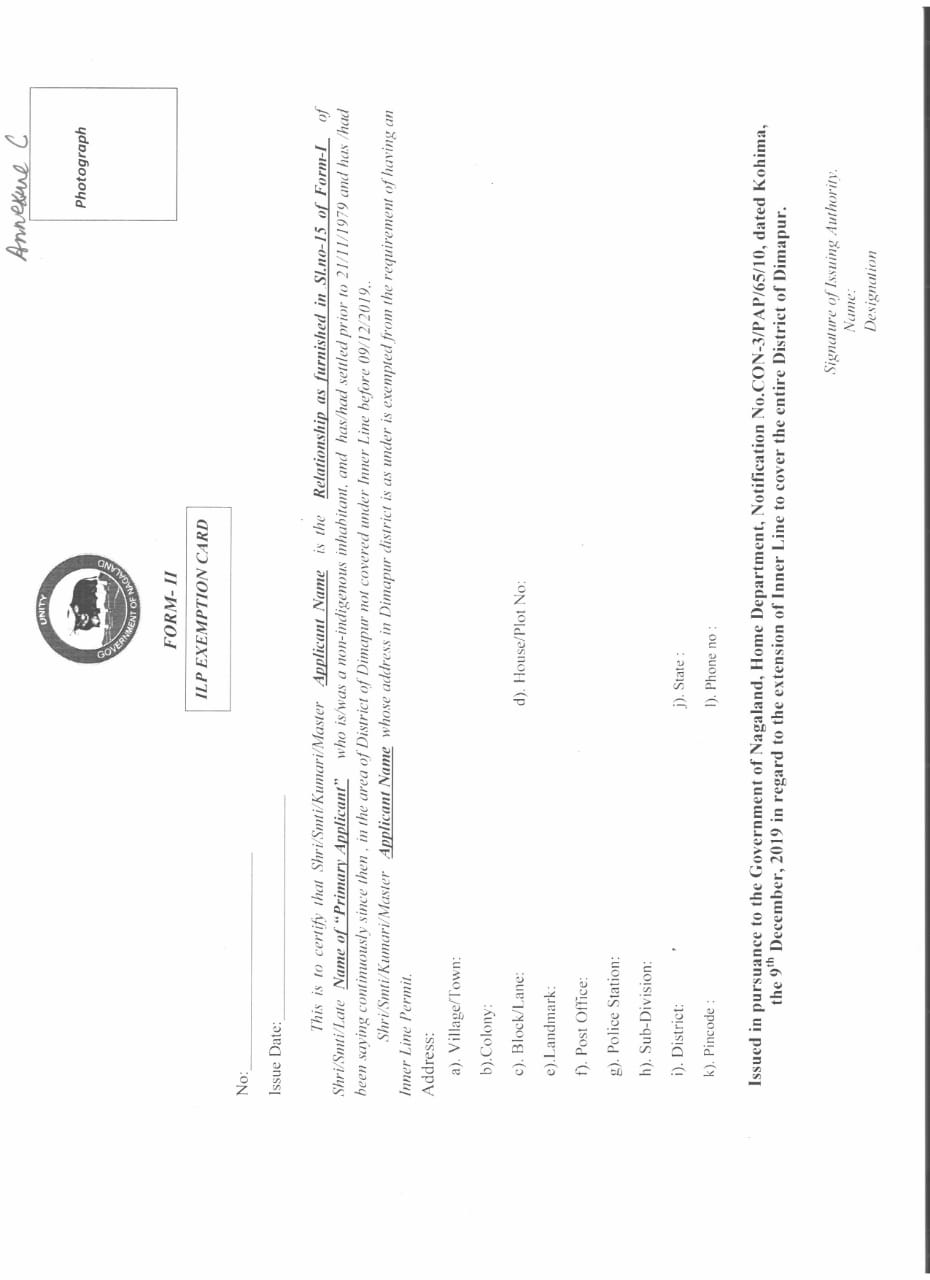 Annexure C
Photograph
UNITY
GOVERNMENT OF NAGALAND
FORM- II
ILP EXEMPTION CARD
No:
Issue Date:
This is to certify that Shri/Smti/Kumari/Master Applicant Name is the Relationship as furnished in Sl.no-15 of Form-I of
Shri/Smti/Late Name of “Primary Applicant” who is/was a non-indigenous inhabitant, and has/had settled prior to 21/11/1979 and has /had
been saying continuously since then , in the area of District of Dimapur not covered under Inner Line before 09/12/2019,.
Shri/Smti/Kumari/Master Applicant Name whose address in Dimapur district is as under is exempted from the requirement of having an
Inner Line Permit.
Address:
a). Village/Town:
b).Colony:
c). Block/Lane: d). House/Plot No:
e).Landmark:
f). Post Office:
g). Police Station:
h). Sub-Division:
i). District: j). State :
k). Pincode : l). Phone no :
Issued in pursuance to the Government of Nagaland, Home Department, Notification No.CON-3/PAP/65/10, dated Kohima,
the 9th December, 2019 in regard to the extension of Inner Line to cover the entire District of Dimapur.
Signature of Issuing Authority.
Name:
Designation